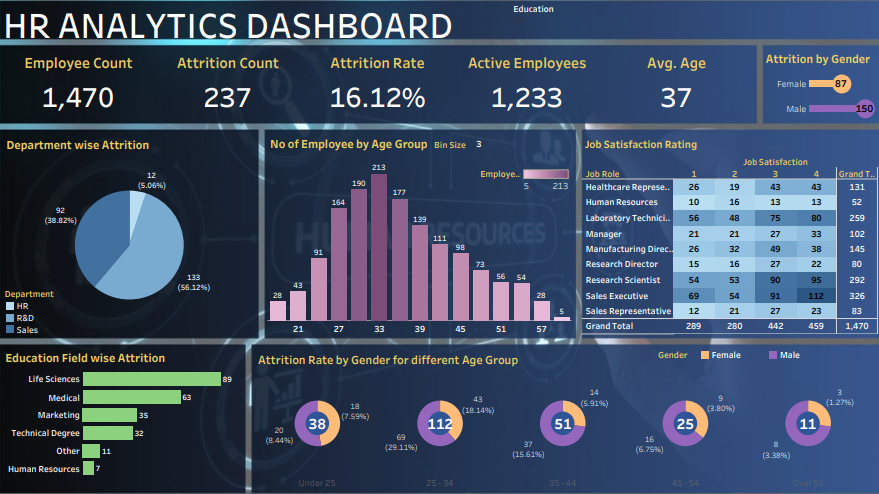 Education
HR ANALYTICS DASHBOARD
Employee Count
Attrition Count
Attrition Rate
Active Employees
Avg. Age
1,470
237
16.12%
1,233
37
Attrition by Gender
Female 87
Male 150
Department wise Attrition
12
(5.06%)
92
(38.82%)
133
(56.12%)
Department
HR
R&D
Sales
No of Employee by Age Group Bin Size 3
Employe..
5 213
28 43 91 164 190 213 177 139 111 98 73 56 54 28 5
21 27 33 39 45 51 57
HUMAN RESOURCES
Job Satisfaction Rating
Job Satisfaction
Job Role 1 2 3 4 Grand T..
Healthcare Represe.. 26 19 43 43 131
Human Resources 10 16 13 13 52
Laboratory Technici.. 56 48 75 80 259
Manager 21 21 27 33 102
Manufacturing Direc.. 26 32 49 38 145
Research Director 15 16 27 22 80
Research Scientist 54 53 90 95 292
Sales Executive 69 54 91 112 326
Sales Representative 12 21 27 23 83
Grand Total 289 280 442 459 1,470
Education Field wise Attrition
Life Sciences 89
Medical 63
Marketing 35
Technical Degree 32
Other 11
Human Resources 7
Attrition Rate by Gender for different Age Group
Gender Female Male
38
18
(7.59%)
20
(8.44%)
Under 25
112
43
(18.14%)
69
(29.11%)
25 - 34
51
14
(5.91%)
37
(15.61%)
35 - 44
25
9
(3.80%)
16
(6.75%)
45 - 54
11
3
(1.27%)
8
(3.38%)
Over 55